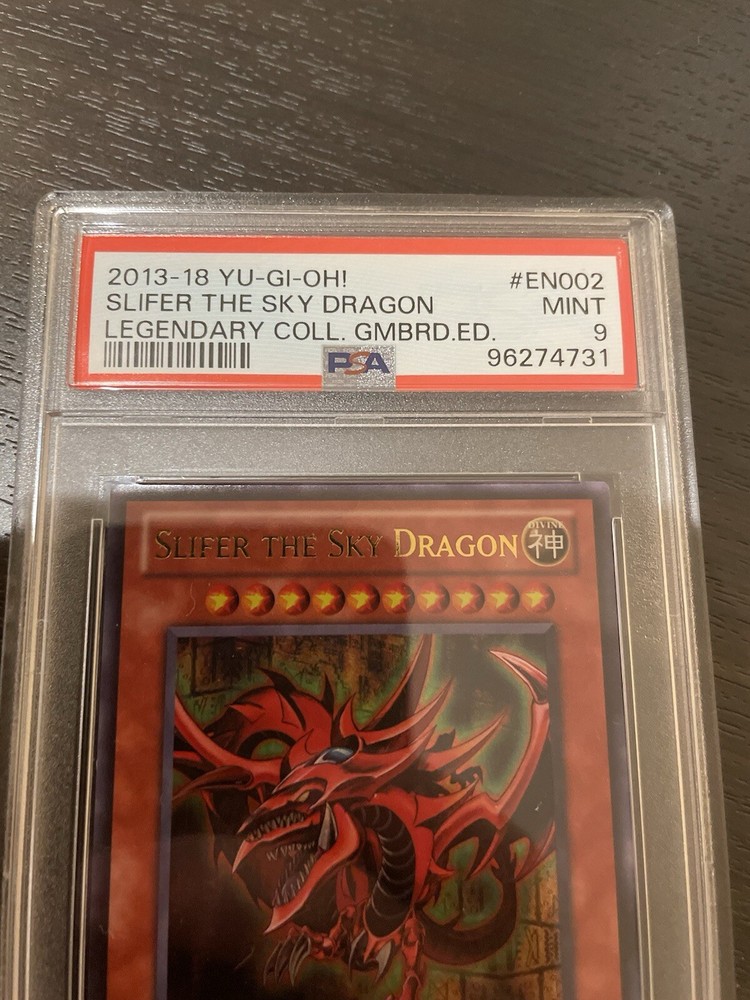 2013-18 YU-GI-OH! #EN002
SLIFER THE SKY DRAGON MINT
LEGENDARY COLL. GMBRD.ED. 9
PSA 96274731
SLIFER THE SKY DRAGON
DIVINE
神